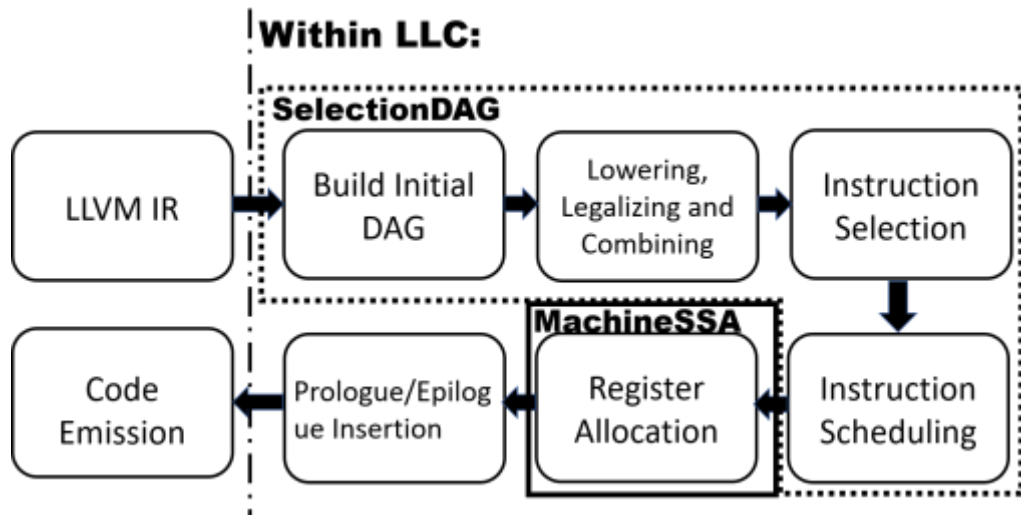 Within LLC:
SelectionDAG
LLVM IR
Build Initial
DAG
Lowering,
Legalizing and
Combining
Instruction
Selection
MachineSSA
Code
Emission
Prologue/Epilog
ue Insertion
Register
Allocation
Instruction
Scheduling